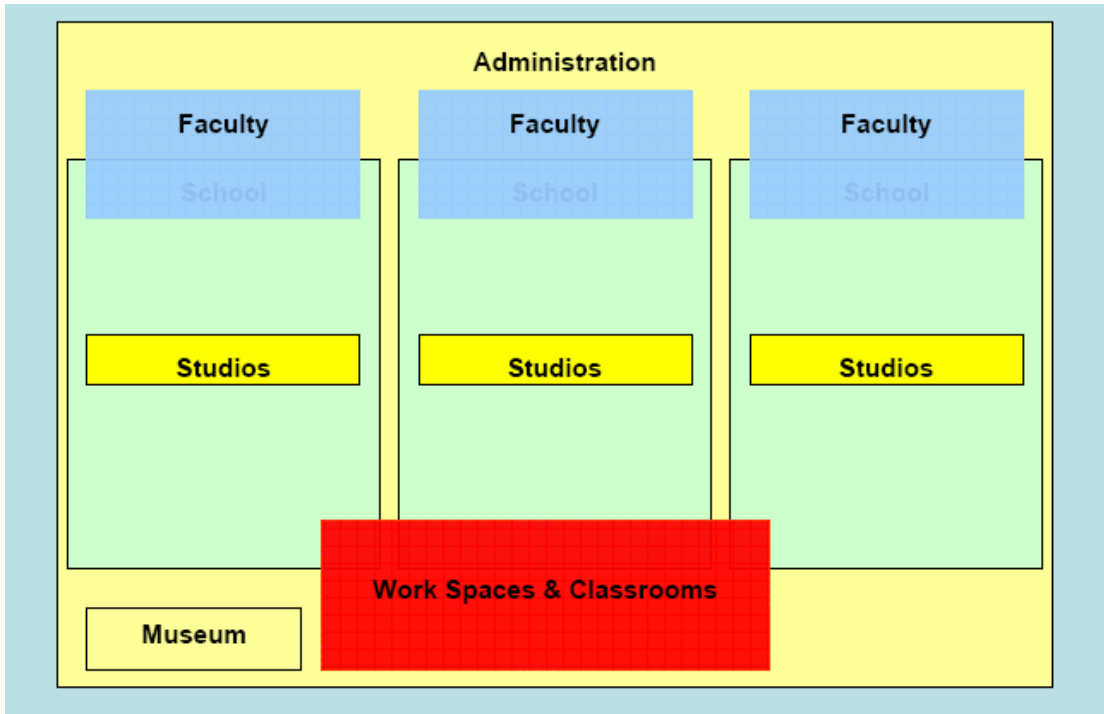 Administration
Faculty
Faculty
Faculty
School
School
School
Studios
Studios
Studios
Work Spaces & Classrooms
Museum